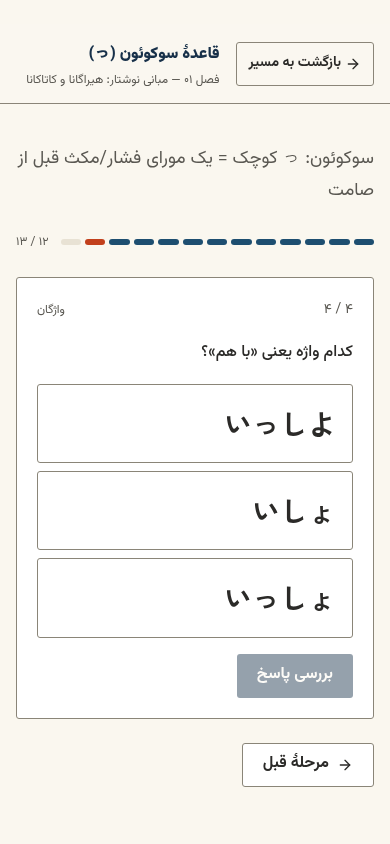 بازگشت به مسیر
قاعدهٔ سوکوئون (っ)
فصل ۰۱ — مبانی نوشتار: هیراگانا و کاتاکانا
سوکوئون: っ کوچک = یک مورای فشار/مکث قبل از
صامت
۱۲ / ۱۳
۴ / ۴
واژگان
کدام واژه یعنی «با هم»؟
いっしよ
いしょ
いっしょ
بررسی پاسخ
مرحلهٔ قبل